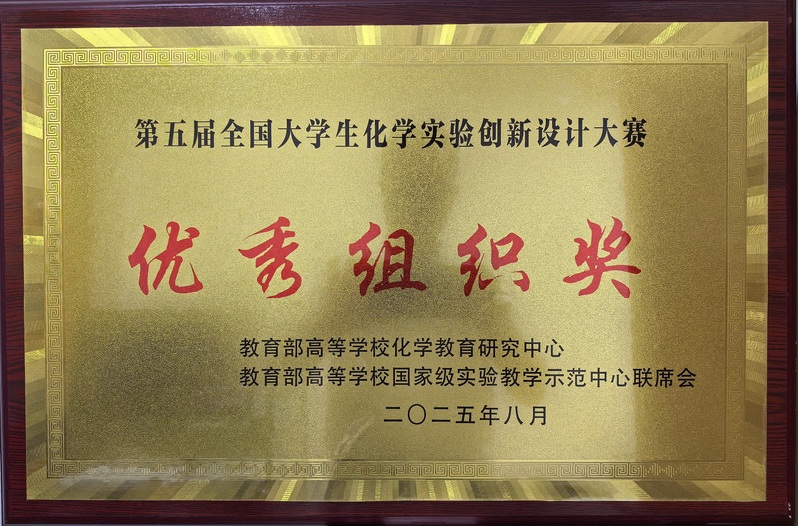 第五届全国大学生化学实验创新设计大赛
优秀组织奖
教育部高等学校化学教育研究中心
教育部高等学校国家级实验教学示范中心联席会
二〇二五年八月